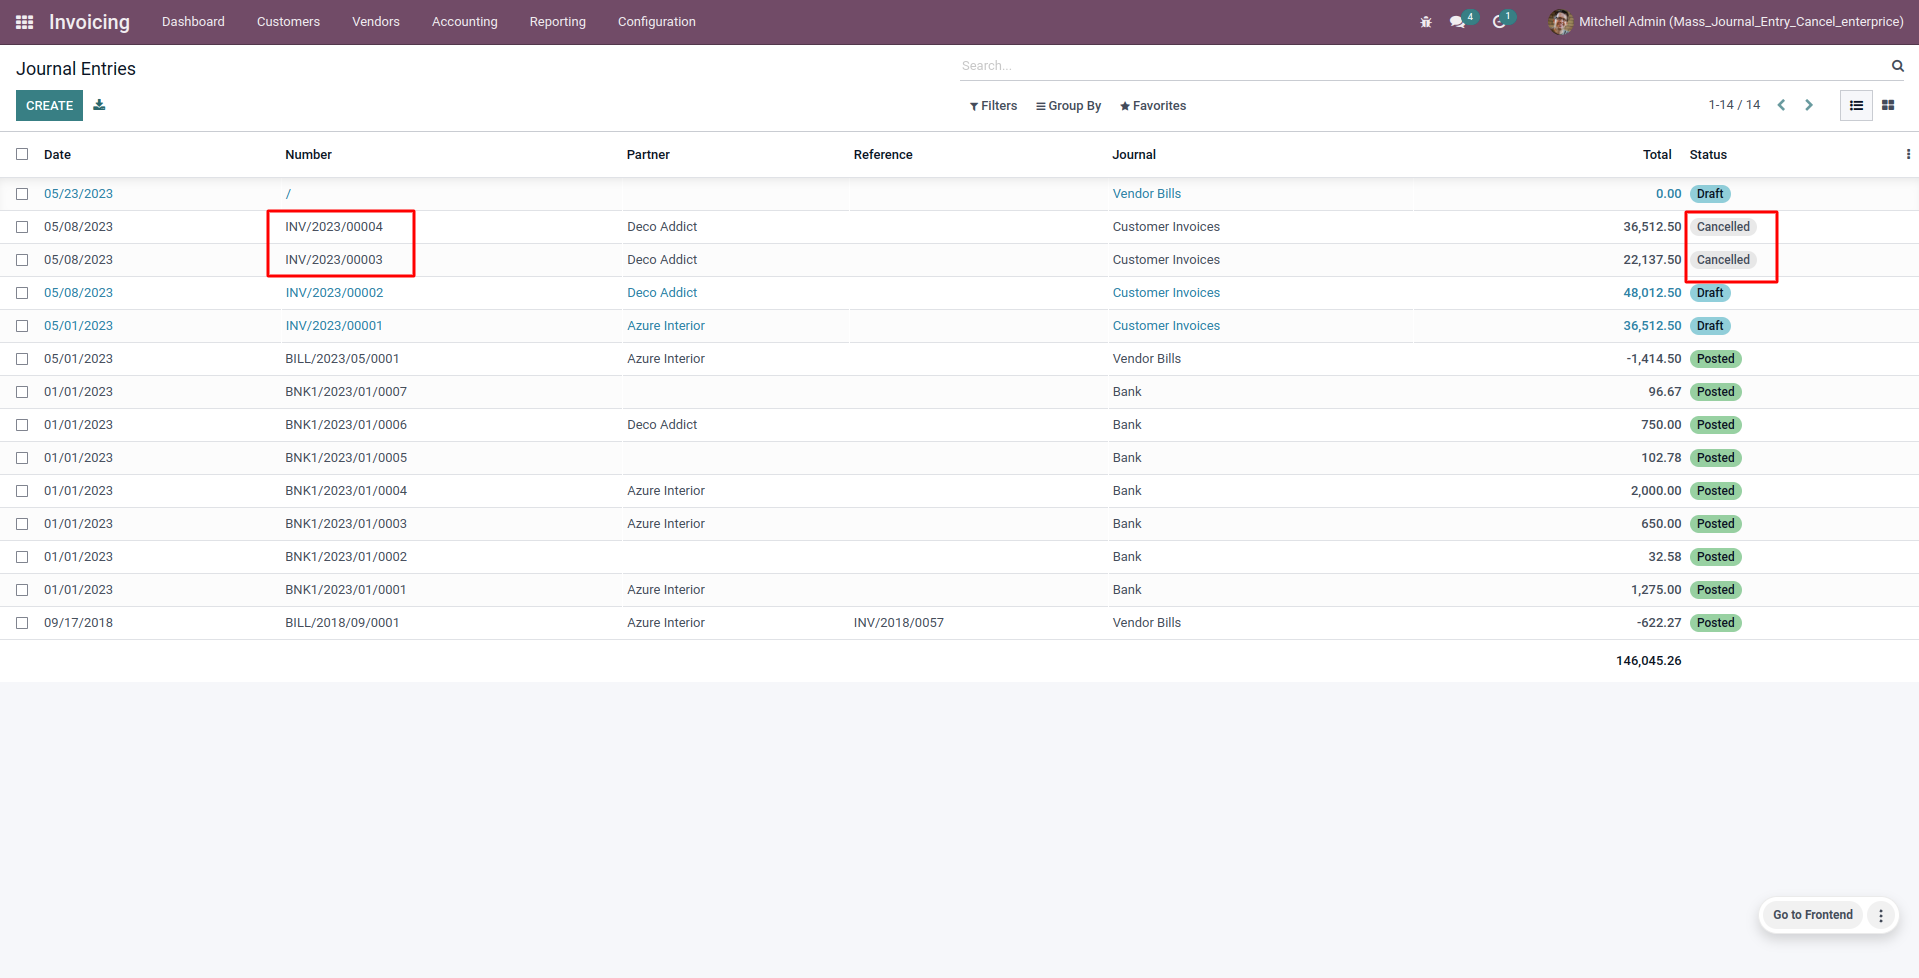 Invoicing Dashboard Customers Vendors Accounting Reporting Configuration 4 1 Mitchell Admin (Mass_Journal_Entry_Cancel_enterprice)
Journal Entries Search...
CREATE Filters Group By Favorites 1-14 / 14
Date Number Partner Reference Journal Total Status
05/23/2023 / Vendor Bills 0.00 Draft
05/08/2023 INV/2023/00004 Deco Addict Customer Invoices 36,512.50 Cancelled
05/08/2023 INV/2023/00003 Deco Addict Customer Invoices 22,137.50 Cancelled
05/08/2023 INV/2023/00002 Deco Addict Customer Invoices 48,012.50 Draft
05/01/2023 INV/2023/00001 Azure Interior Customer Invoices 36,512.50 Draft
05/01/2023 BILL/2023/05/0001 Azure Interior Vendor Bills -1,414.50 Posted
01/01/2023 BNK1/2023/01/0007 Bank 96.67 Posted
01/01/2023 BNK1/2023/01/0006 Deco Addict Bank 750.00 Posted
01/01/2023 BNK1/2023/01/0005 Bank 102.78 Posted
01/01/2023 BNK1/2023/01/0004 Azure Interior Bank 2,000.00 Posted
01/01/2023 BNK1/2023/01/0003 Azure Interior Bank 650.00 Posted
01/01/2023 BNK1/2023/01/0002 Bank 32.58 Posted
01/01/2023 BNK1/2023/01/0001 Azure Interior Bank 1,275.00 Posted
09/17/2018 BILL/2018/09/0001 Azure Interior INV/2018/0057 Vendor Bills -622.27 Posted
146,045.26
Go to Frontend